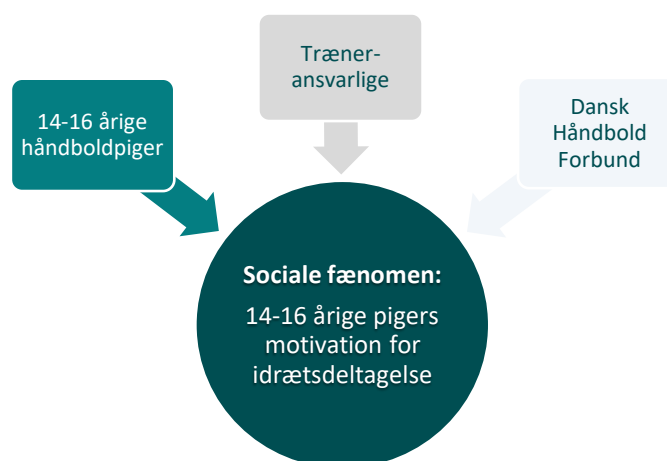 14-16 årige
håndboldpiger
Træner-
ansvarlige
Dansk
Håndbold
Forbund
Sociale fænomen:
14-16 årige pigers
motivation for
idrætsdeltagelse